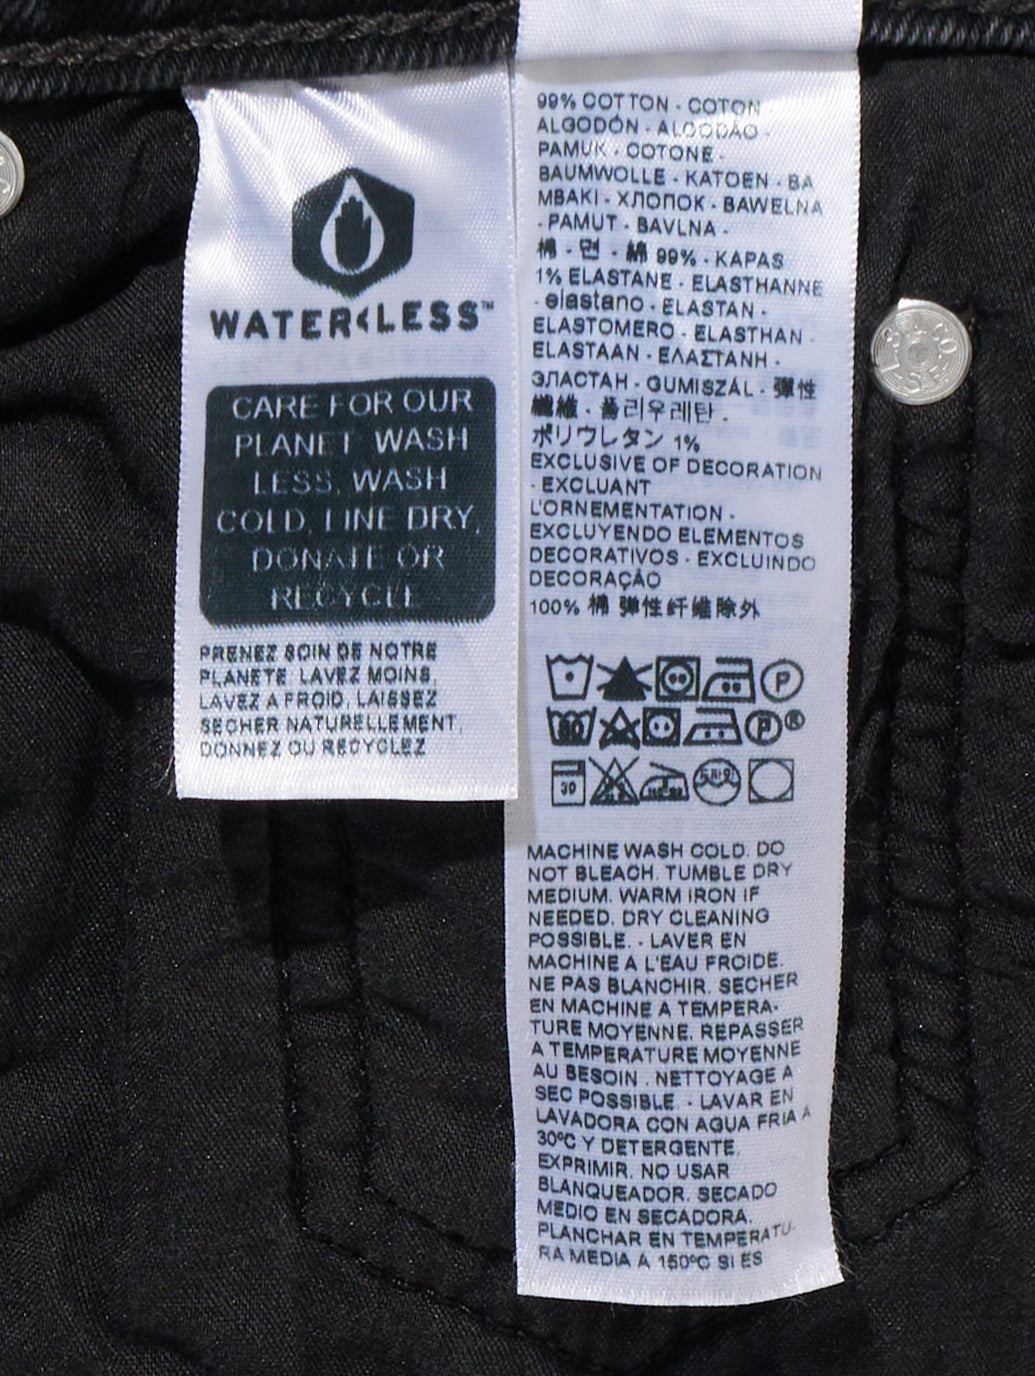 WATER<LESS™
CARE FOR OUR
PLANET WASH
LESS, WASH
COLD, LINE DRY,
DONATE OR
RECYCLE
PRENEZ SOIN DE NOTRE
PLANETE: LAVEZ MOINS,
LAVEZ A FROID, LAISSEZ
SECHER NATURELLEMENT,
DONNEZ OU RECYCLEZ
99% COTTON - COTON
ALGODÓN - ALGODÃO -
PAMUK - COTONE -
BAUMWOLLE - KATOEN - BA
MBAKI - ХЛОПОК - BAWELNA
- PAMUT - BAVLNA -
棉 - 면 - 綿 99% - KAPAS
1% ELASTANE - ELASTHANNE
- elastano - ELASTAN -
ELASTOMERO - ELASTHAN -
ELASTAAN - ΕΛΑΣΤΑΝΗ -
ЭЛАСТАН - GUMISZÁL - 彈性
纖維 - 폴리우레탄 -
ポリウレタン 1%
EXCLUSIVE OF DECORATION
- EXCLUANT
L'ORNEMENTATION -
EXCLUYENDO ELEMENTOS
DECORATIVOS - EXCLUINDO
DECORAÇÃO
100% 棉 弹性纤维除外
P
30 P ®
30
MACHINE WASH COLD. DO
NOT BLEACH. TUMBLE DRY
MEDIUM. WARM IRON IF
NEEDED. DRY CLEANING
POSSIBLE. - LAVER EN
MACHINE A L'EAU FROIDE.
NE PAS BLANCHIR. SECHER
EN MACHINE A TEMPERA-
TURE MOYENNE. REPASSER
A TEMPERATURE MOYENNE
AU BESOIN . NETTOYAGE A
SEC POSSIBLE. - LAVAR EN
LAVADORA CON AGUA FRIA A
30ºC Y DETERGENTE,
EXPRIMIR. NO USAR
BLANQUEADOR. SECADO
MEDIO EN SECADORA.
PLANCHAR EN TEMPERATU-
RA MEDIA A 150ºC SI ES